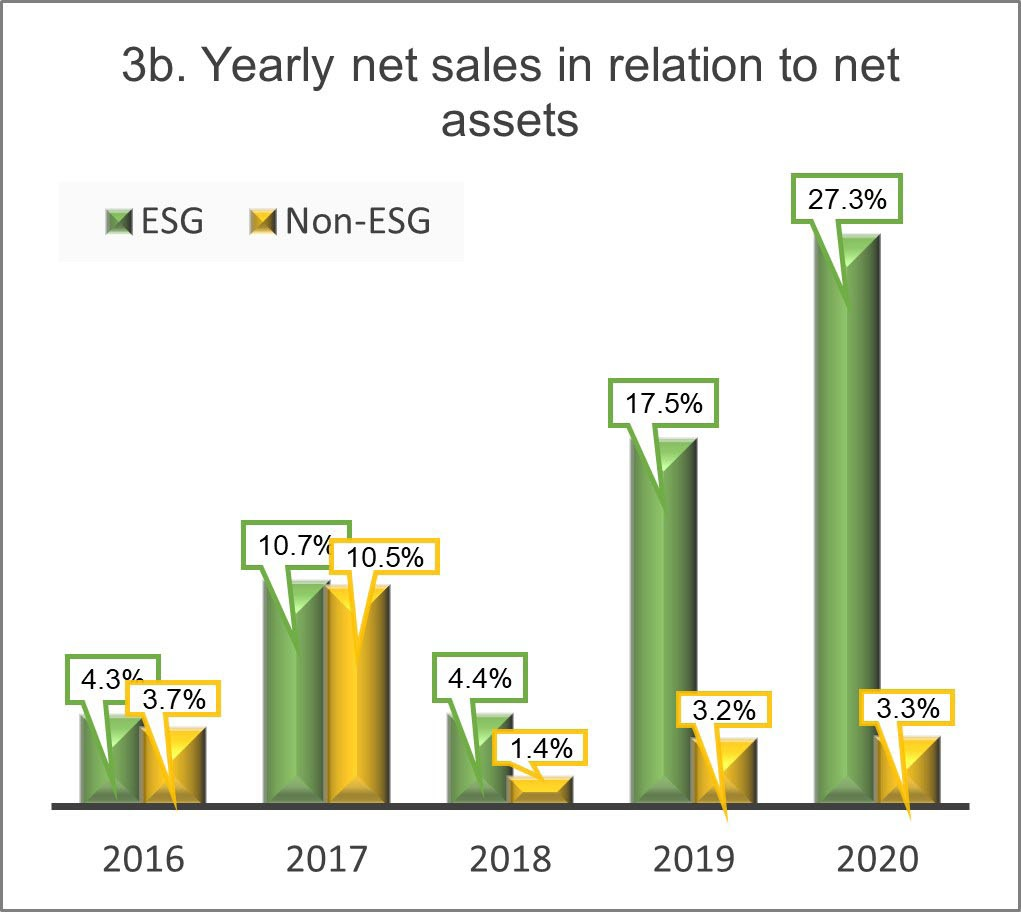 3b. Yearly net sales in relation to net
assets
ESG Non-ESG
27.3%
17.5%
10.7%
10.5%
4.3%
3.7%
4.4%
1.4%
3.2%
3.3%
2016 2017 2018 2019 2020